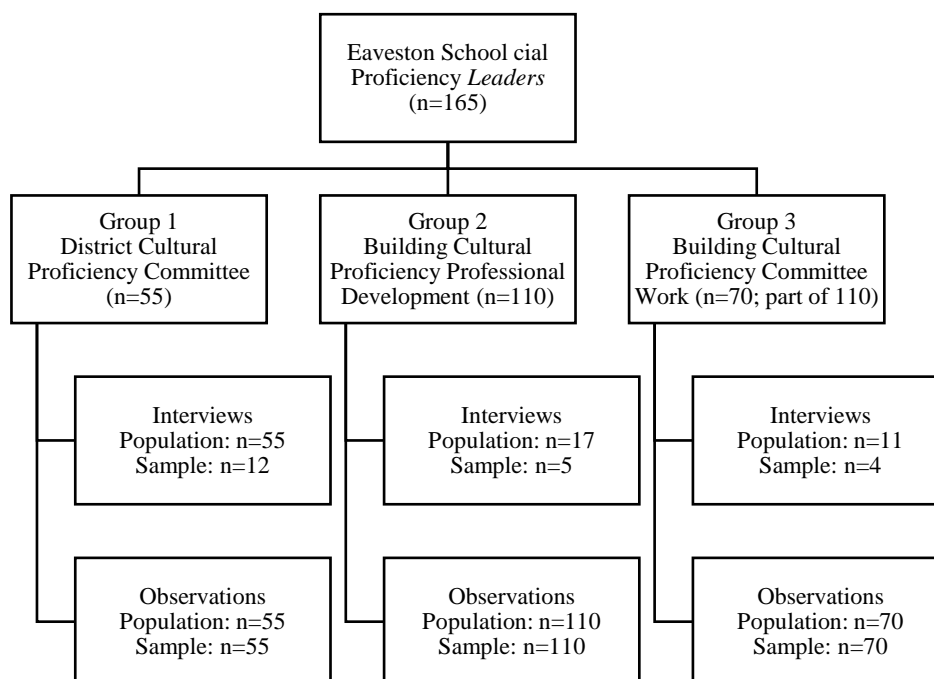 Eaveston School cial
Proficiency Leaders
(n=165)
Group 1
District Cultural
Proficiency Committee
(n=55)
Group 2
Building Cultural
Proficiency Professional
Development (n=110)
Group 3
Building Cultural
Proficiency Committee
Work (n=70; part of 110)
Interviews
Population: n=55
Sample: n=12
Interviews
Population: n=17
Sample: n=5
Interviews
Population: n=11
Sample: n=4
Observations
Population: n=55
Sample: n=55
Observations
Population: n=110
Sample: n=110
Observations
Population: n=70
Sample: n=70